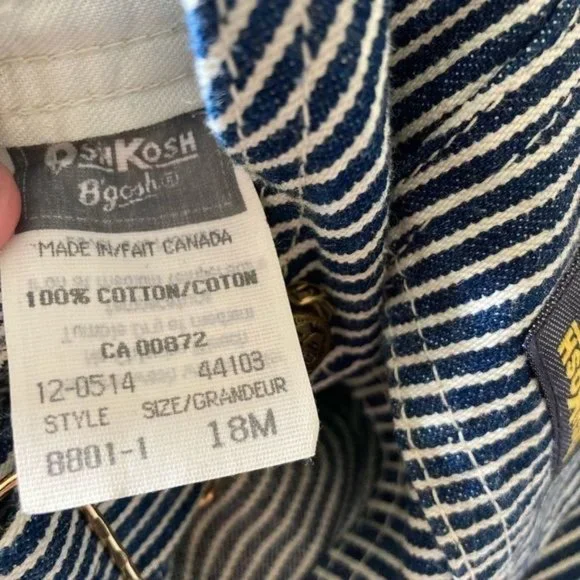 OSHKOSH
B'gosh®
MADE IN/FAIT CANADA
100% COTTON/COTON
CA 00872
12-0514 44103
STYLE SIZE/GRANDEUR
8801-1 18M